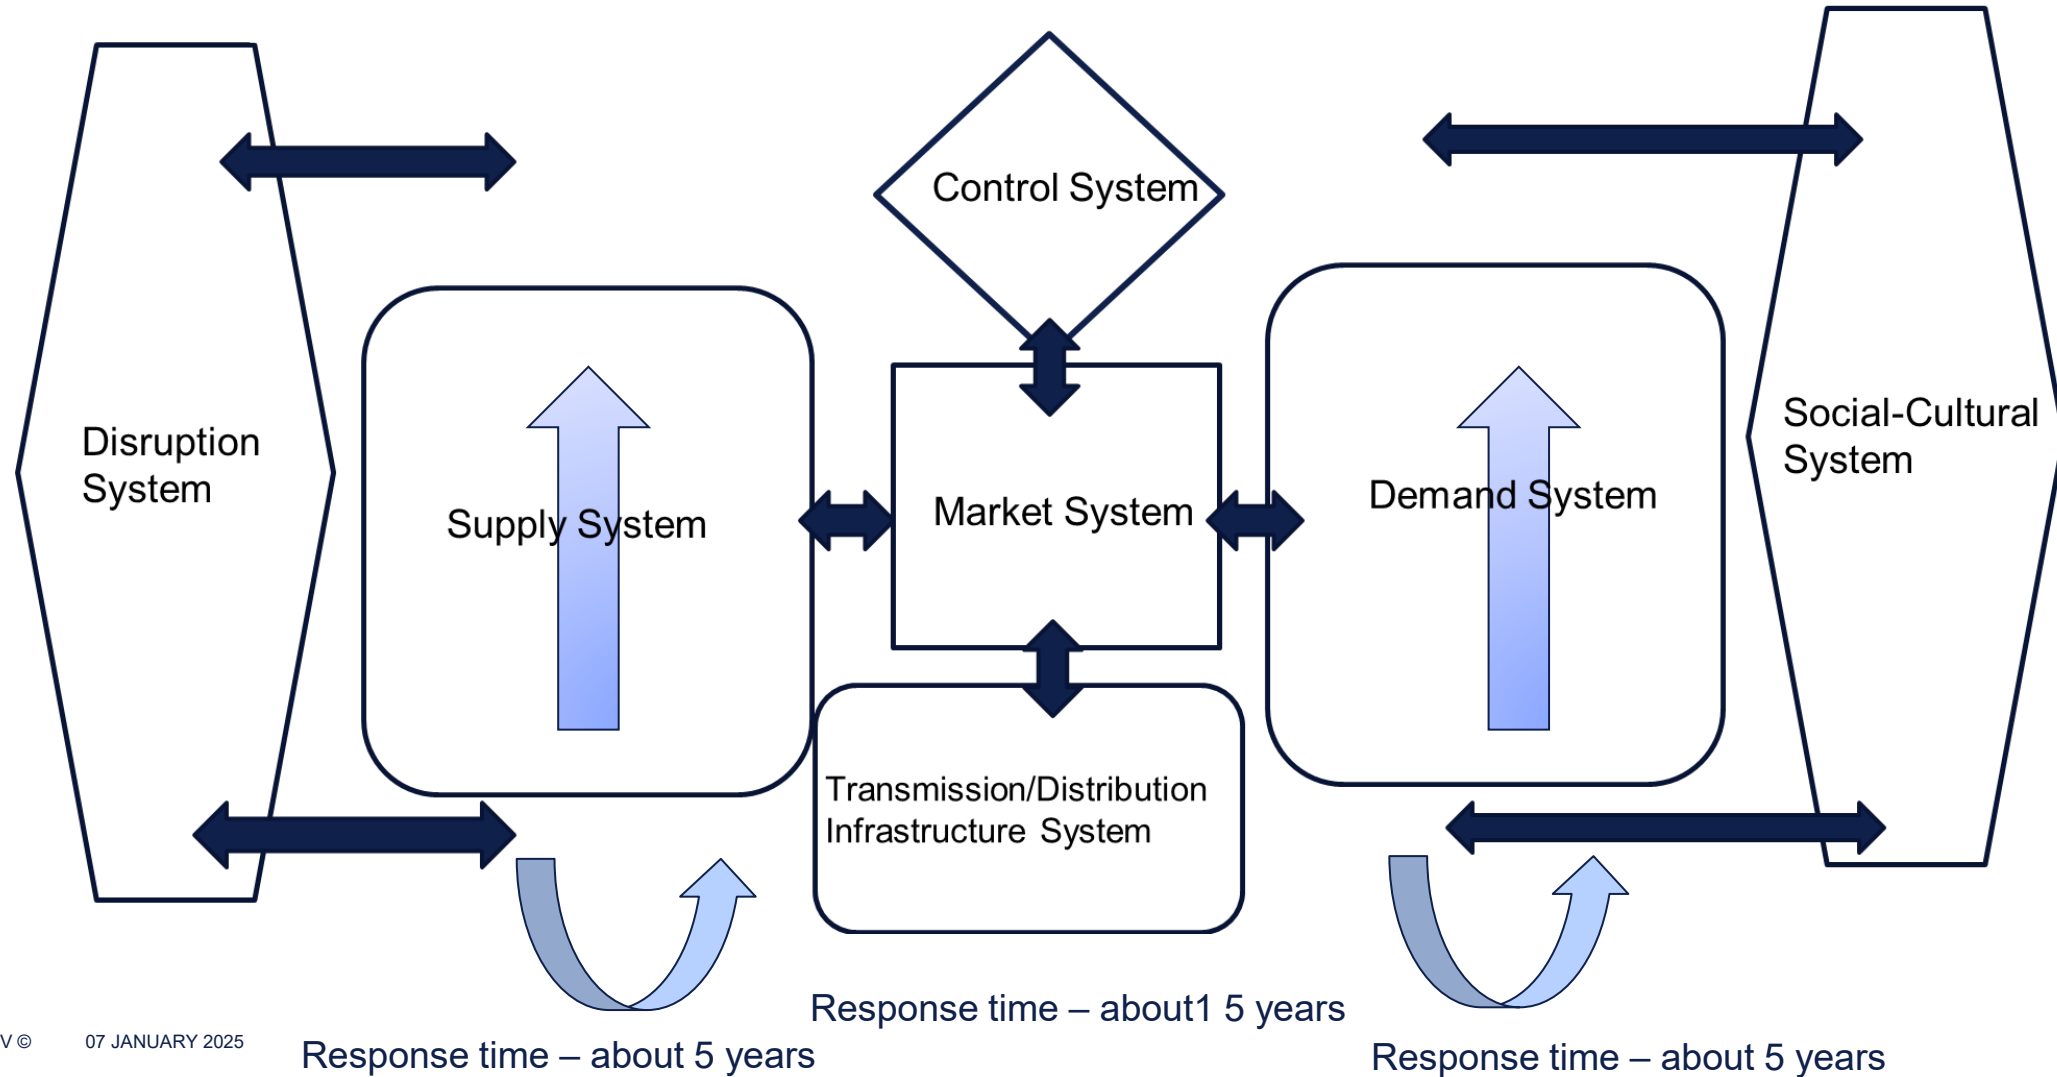 Control System
Disruption
System
Supply System
Market System
Demand System
Social-Cultural
System
Transmission/Distribution
Infrastructure System
Response time – about1 5 years
V © 07 JANUARY 2025
Response time – about 5 years
Response time – about 5 years